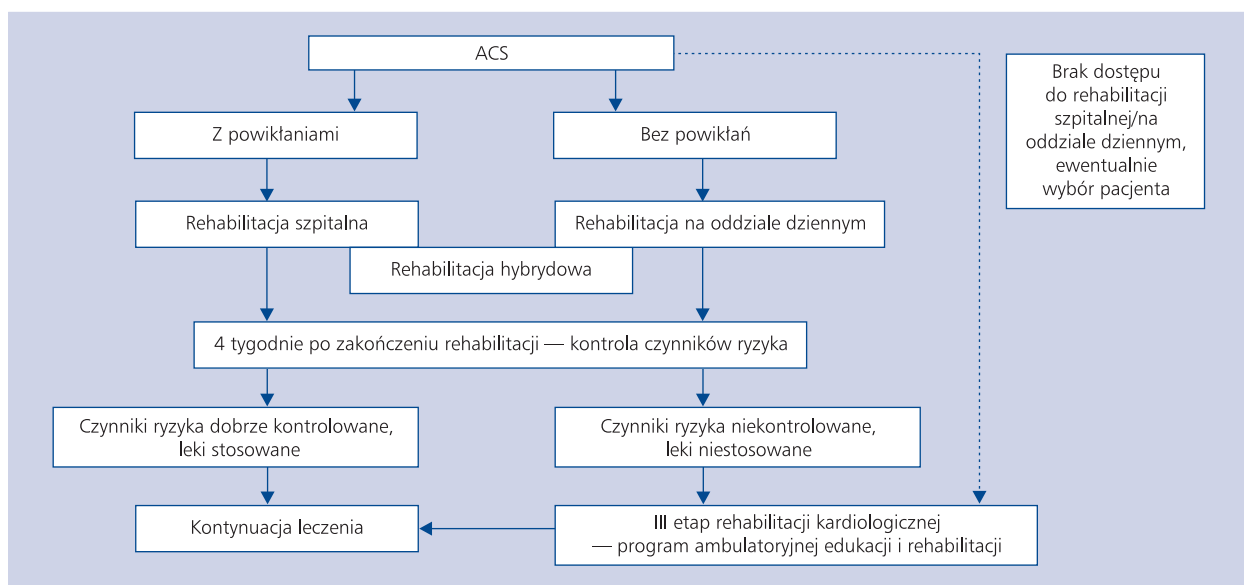 ACS
Brak dostępu
do rehabilitacji
szpitalnej/na
oddziale dziennym,
ewentualnie
wybór pacjenta
Z powikłaniami
Bez powikłań
Rehabilitacja szpitalna
Rehabilitacja na oddziale dziennym
Rehabilitacja hybrydowa
4 tygodnie po zakończeniu rehabilitacji — kontrola czynników ryzyka
Czynniki ryzyka dobrze kontrolowane,
leki stosowane
Czynniki ryzyka niekontrolowane,
leki niestosowane
Kontynuacja leczenia
III etap rehabilitacji kardiologicznej
— program ambulatoryjnej edukacji i rehabilitacji